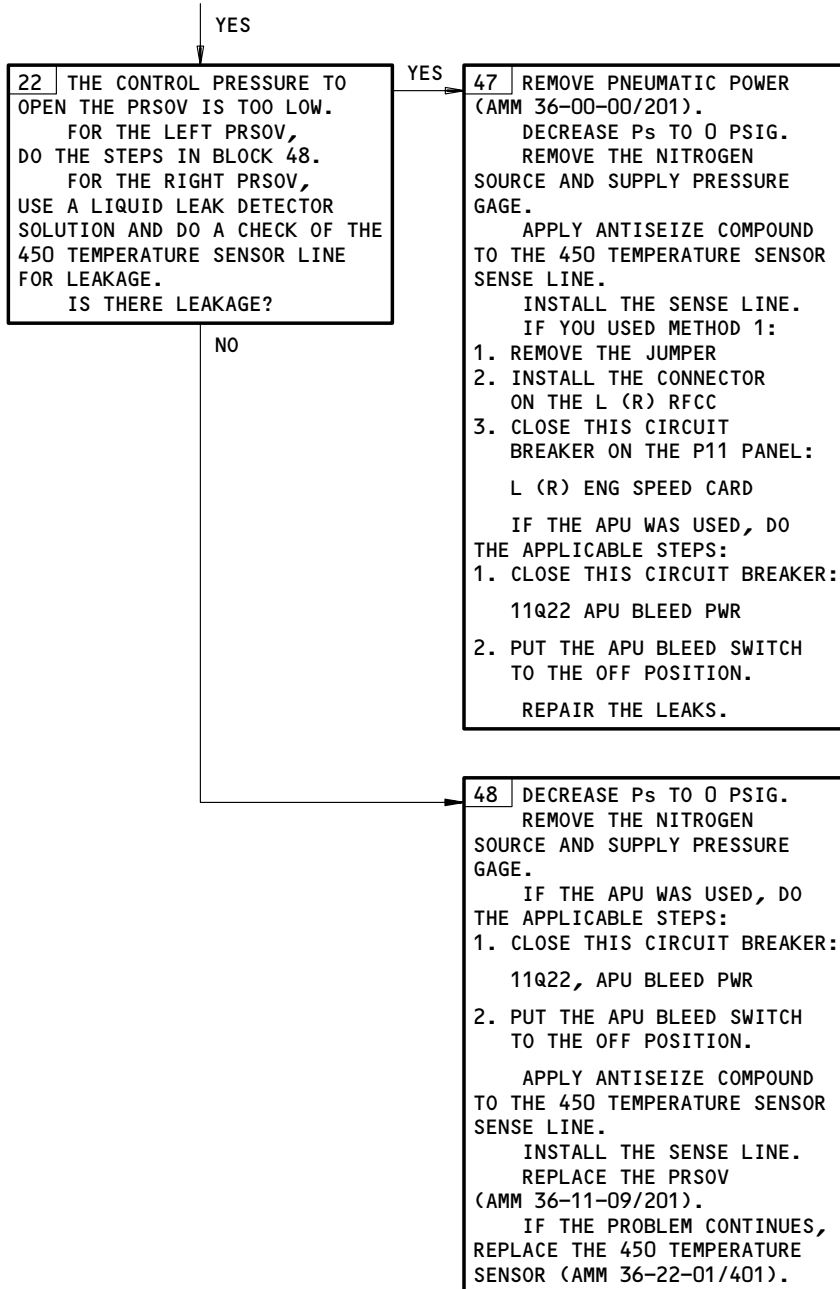 YES
22 THE CONTROL PRESSURE TO
OPEN THE PRSOV IS TOO LOW.
FOR THE LEFT PRSOV,
DO THE STEPS IN BLOCK 48.
FOR THE RIGHT PRSOV,
USE A LIQUID LEAK DETECTOR
SOLUTION AND DO A CHECK OF THE
450 TEMPERATURE SENSOR LINE
FOR LEAKAGE.
IS THERE LEAKAGE?
YES
NO
47 REMOVE PNEUMATIC POWER
(AMM 36-00-00/201).
DECREASE Ps TO 0 PSIG.
REMOVE THE NITROGEN
SOURCE AND SUPPLY PRESSURE
GAGE.
APPLY ANTISEIZE COMPOUND
TO THE 450 TEMPERATURE SENSOR
SENSE LINE.
INSTALL THE SENSE LINE.
IF YOU USED METHOD 1:
1. REMOVE THE JUMPER
2. INSTALL THE CONNECTOR
ON THE L (R) RFCC
3. CLOSE THIS CIRCUIT
BREAKER ON THE P11 PANEL:
L (R) ENG SPEED CARD
IF THE APU WAS USED, DO
THE APPLICABLE STEPS:
1. CLOSE THIS CIRCUIT BREAKER:
11Q22 APU BLEED PWR
2. PUT THE APU BLEED SWITCH
TO THE OFF POSITION.
REPAIR THE LEAKS.
48 DECREASE Ps TO 0 PSIG.
REMOVE THE NITROGEN
SOURCE AND SUPPLY PRESSURE
GAGE.
IF THE APU WAS USED, DO
THE APPLICABLE STEPS:
1. CLOSE THIS CIRCUIT BREAKER:
11Q22, APU BLEED PWR
2. PUT THE APU BLEED SWITCH
TO THE OFF POSITION.
APPLY ANTISEIZE COMPOUND
TO THE 450 TEMPERATURE SENSOR
SENSE LINE.
INSTALL THE SENSE LINE.
REPLACE THE PRSOV
(AMM 36-11-09/201).
IF THE PROBLEM CONTINUES,
REPLACE THE 450 TEMPERATURE
SENSOR (AMM 36-22-01/401).